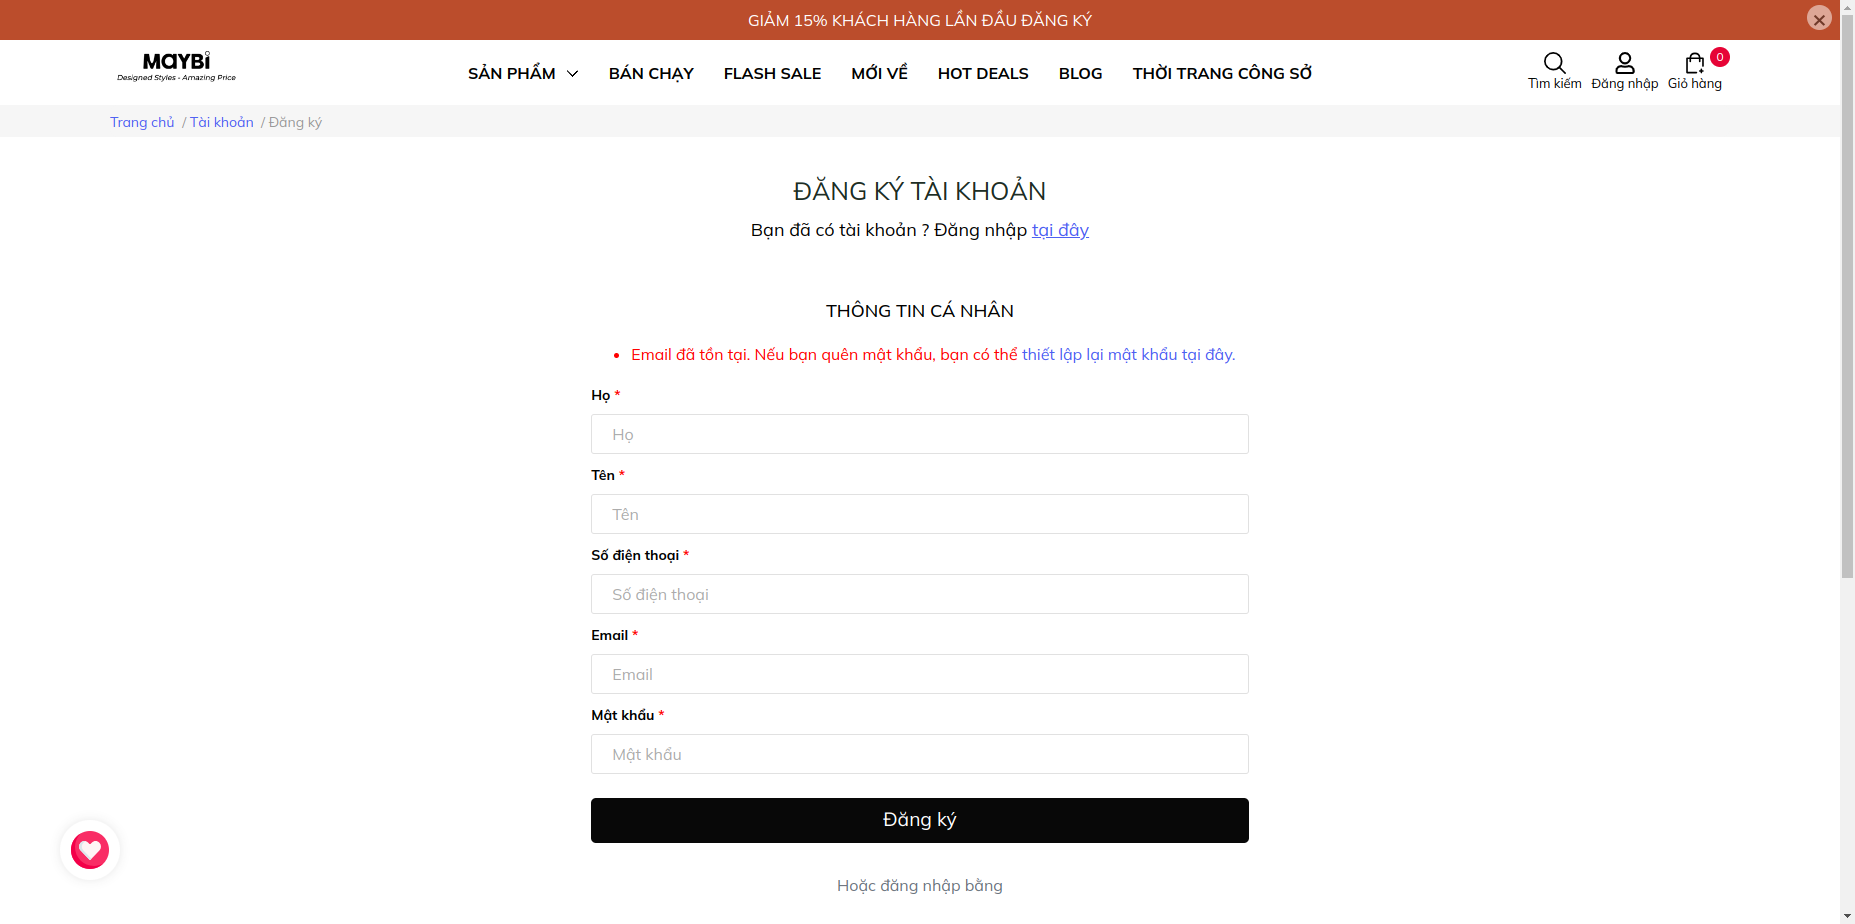 GIẢM 15% KHÁCH HÀNG LẦN ĐẦU ĐĂNG KÝ
MAYBI
Designed Styles - Amazing Price
SẢN PHẨM BÁN CHẠY FLASH SALE MỚI VỀ HOT DEALS BLOG THỜI TRANG CÔNG SỞ
0
Tìm kiếm Đăng nhập Giỏ hàng
Trang chủ / Tài khoản / Đăng ký
ĐĂNG KÝ TÀI KHOẢN
Bạn đã có tài khoản ? Đăng nhập tại đây
THÔNG TIN CÁ NHÂN
• Email đã tồn tại. Nếu bạn quên mật khẩu, bạn có thể thiết lập lại mật khẩu tại đây.
Họ *
Họ
Tên *
Tên
Số điện thoại *
Số điện thoại
Email *
Email
Mật khẩu *
Mật khẩu
Đăng ký
Hoặc đăng nhập bằng